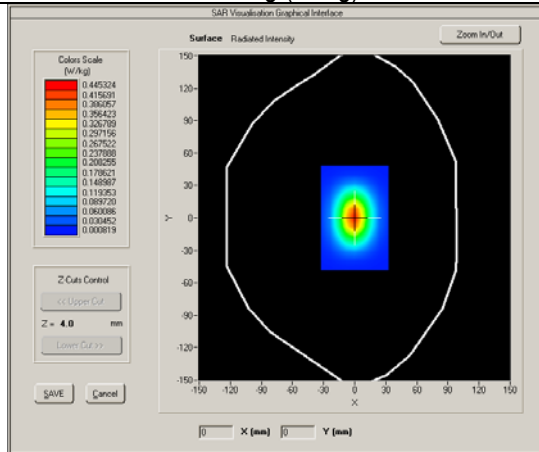 SAR Visualisation Graphical Interface
Surface Radiated Intensity
Zoom In/Out
Colors Scale
(W/kg)
0.445324
0.415691
0.386057
0.356423
0.326789
0.297156
0.267522
0.237888
0.208255
0.178621
0.148987
0.119353
0.089720
0.060086
0.030452
0.000819
150-
120-
90-
60-
30-
0-
-30-
-60-
-90-
-120-
-150-
Y
-150 -120 -90 -60 -30 0 30 60 90 120 150
X
Z-Cuts Control
<< Upper Cut
Z = 4.0 mm
Lower Cut >>
SAVE Cancel
0 X (mm) 0 Y (mm)